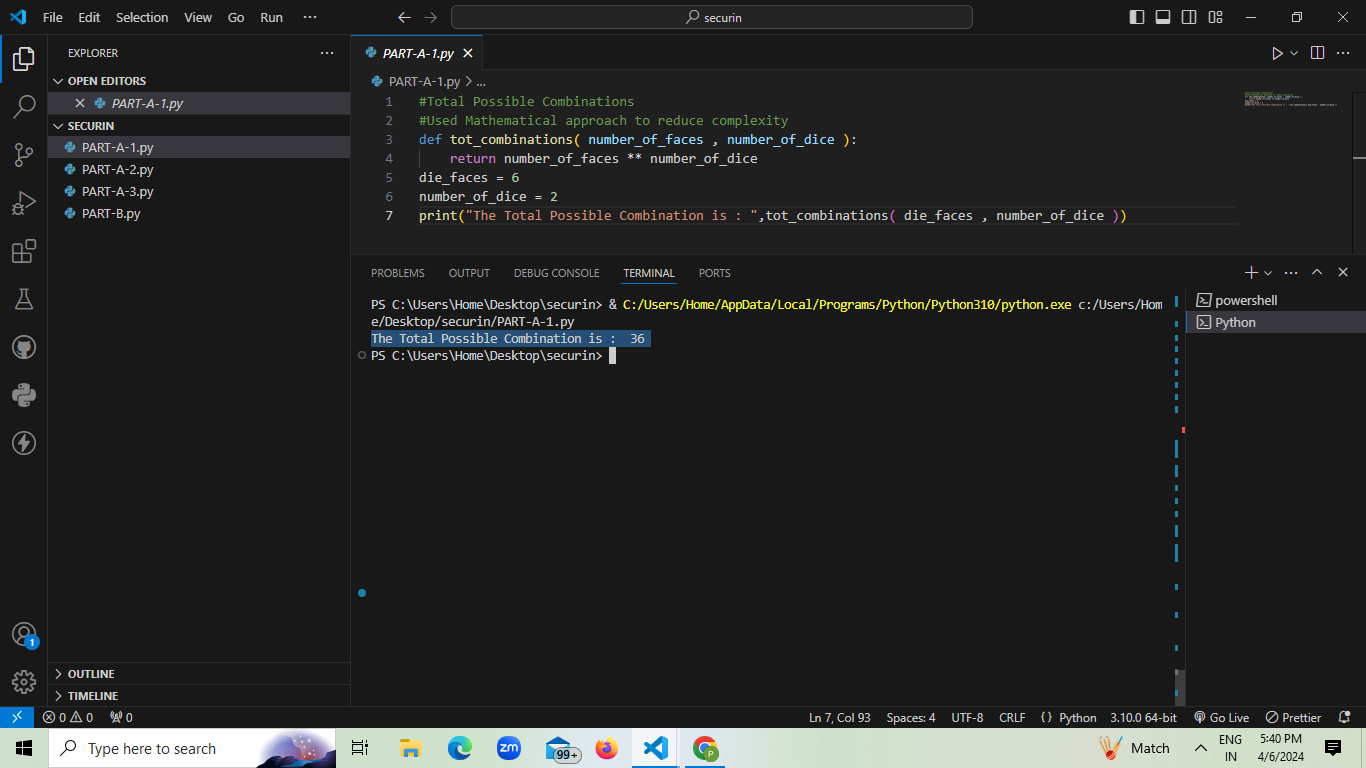 File Edit Selection View Go Run ··· securin
EXPLORER ···
OPEN EDITORS
PART-A-1.py
SECURIN
PART-A-1.py
PART-A-2.py
PART-A-3.py
PART-B.py
OUTLINE
TIMELINE
PART-A-1.py
PART-A-1.py > ...
1 #Total Possible Combinations
2 #Used Mathematical approach to reduce complexity
3 def tot_combinations( number_of_faces , number_of_dice ):
4     return number_of_faces ** number_of_dice
5 die_faces = 6
6 number_of_dice = 2
7 print("The Total Possible Combination is : ",tot_combinations( die_faces , number_of_dice ))
PROBLEMS OUTPUT DEBUG CONSOLE TERMINAL PORTS
PS C:\Users\Home\Desktop\securin> & C:/Users/Home/AppData/Local/Programs/Python/Python310/python.exe c:/Users/Hom
e/Desktop/securin/PART-A-1.py
The Total Possible Combination is :  36
PS C:\Users\Home\Desktop\securin>
powershell
Python
1
0 0 0 Ln 7, Col 93 Spaces: 4 UTF-8 CRLF {} Python 3.10.0 64-bit Go Live Prettier
Type here to search zm 99+ P Match ENG 5:40 PM
IN 4/6/2024